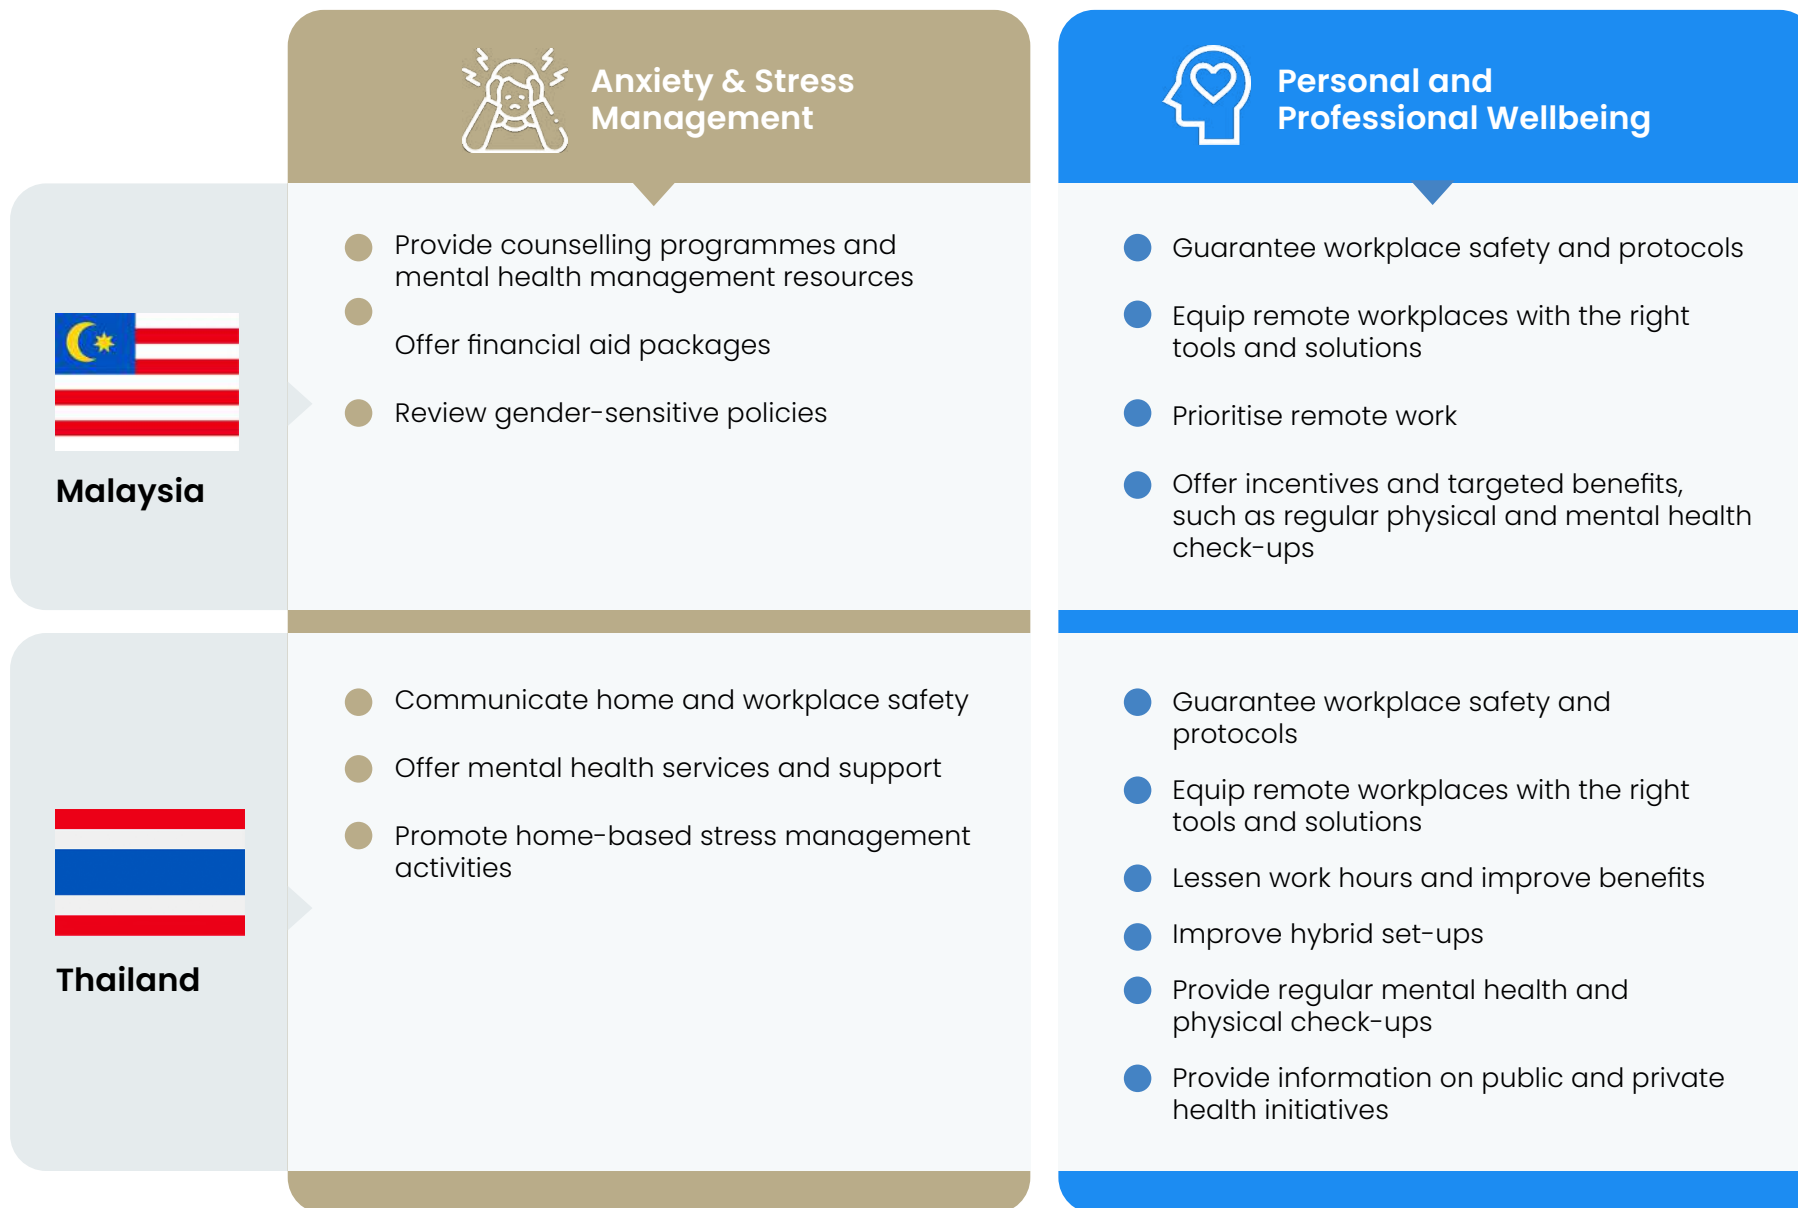 Anxiety & Stress
Management
Personal and
Professional Wellbeing
Malaysia
Provide counselling programmes and
mental health management resources
Offer financial aid packages
Review gender-sensitive policies
Guarantee workplace safety and protocols
Equip remote workplaces with the right
tools and solutions
Prioritise remote work
Offer incentives and targeted benefits,
such as regular physical and mental health
check-ups
Thailand
Communicate home and workplace safety
Offer mental health services and support
Promote home-based stress management
activities
Guarantee workplace safety and
protocols
Equip remote workplaces with the right
tools and solutions
Lessen work hours and improve benefits
Improve hybrid set-ups
Provide regular mental health and
physical check-ups
Provide information on public and private
health initiatives